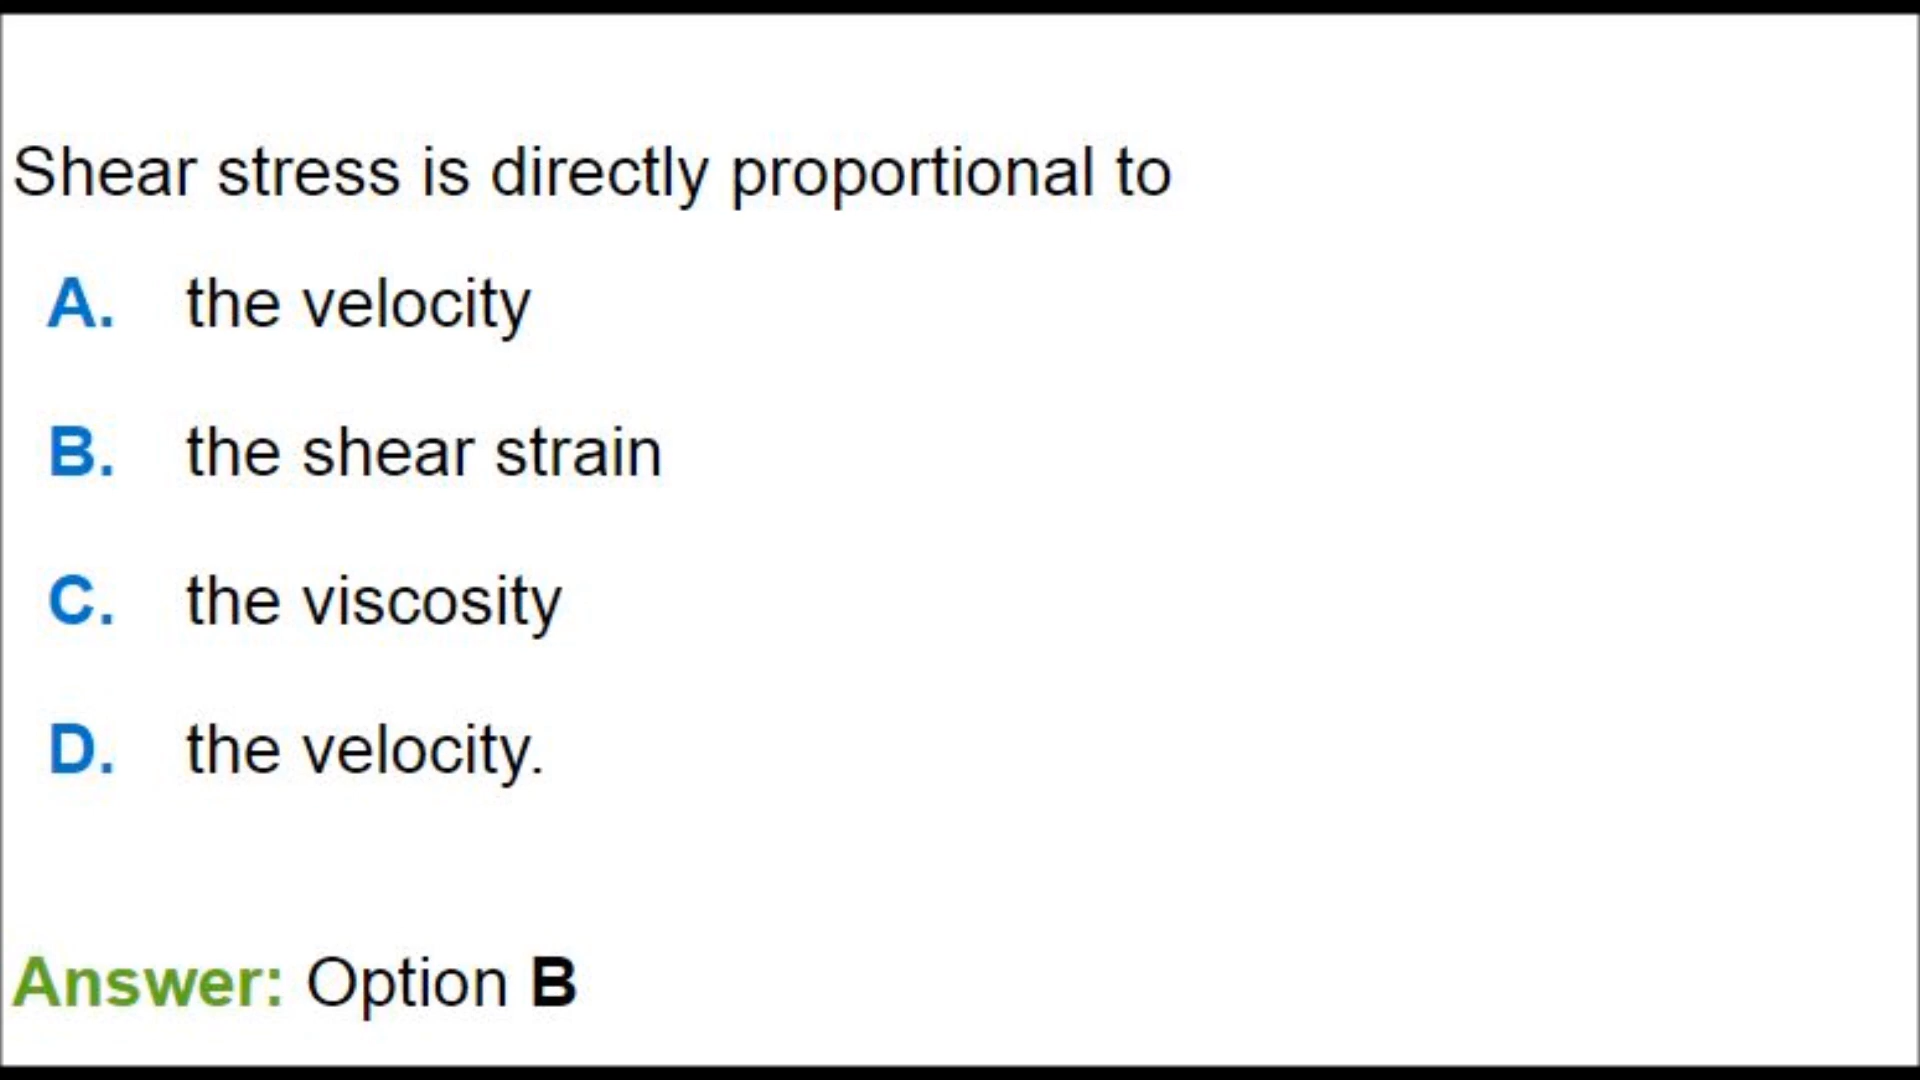 Shear stress is directly proportional to
A. the velocity
B. the shear strain
C. the viscosity
D. the velocity.
Answer: Option B